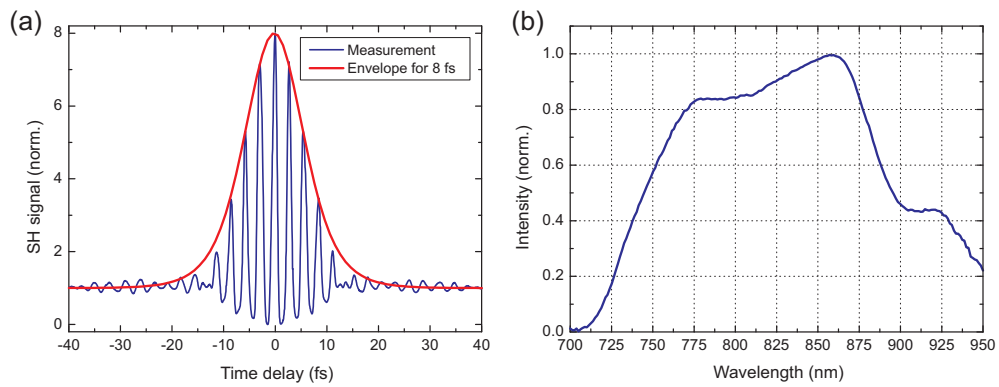 (a)
Measurement
Envelope for 8 fs
SH signal (norm.)
8
6
4
2
0
-40 -30 -20 -10 0 10 20 30 40
Time delay (fs)
(b)
Intensity (norm.)
1.0
0.8
0.6
0.4
0.2
0.0
700 725 750 775 800 825 850 875 900 925 950
Wavelength (nm)